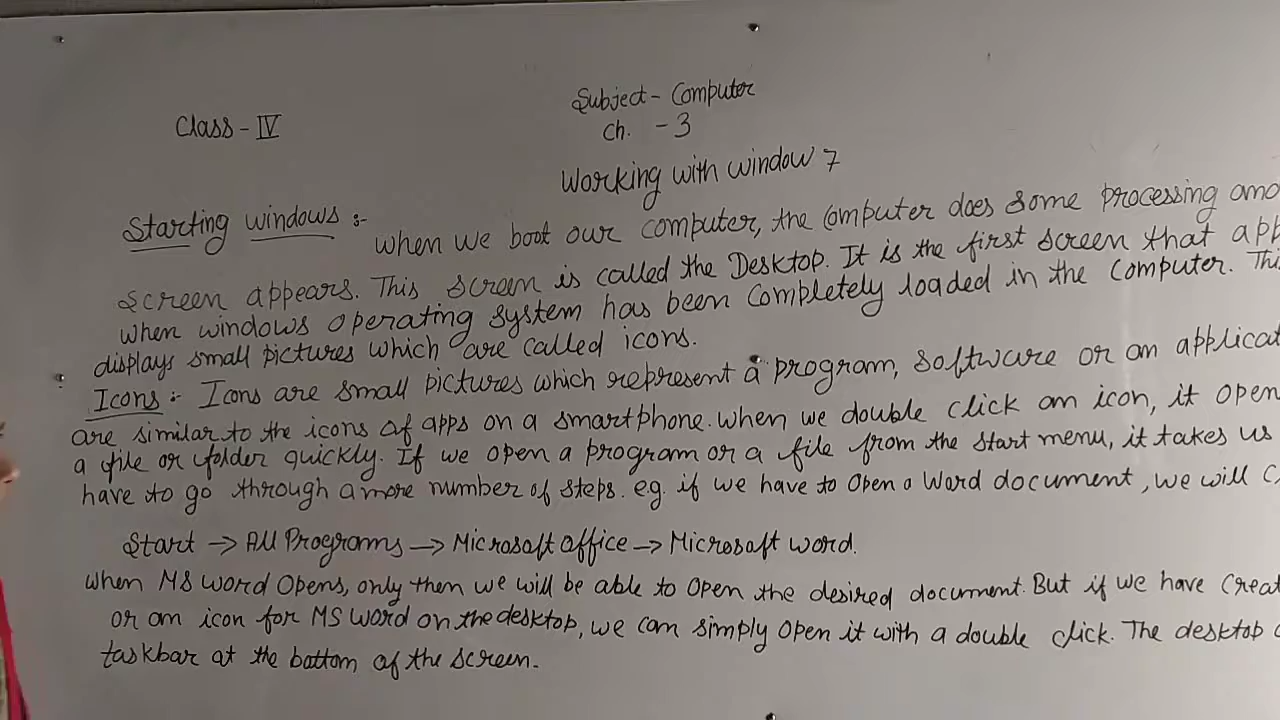 Class - IV
Subject - Computer
Ch. - 3
Working with window 7
Starting windows :-
When we boot our computer, the computer does some processing and
screen appears. This screen is called the Desktop. It is the first screen that app
when windows operating system has been completely loaded in the computer. Thi
displays small pictures which are called icons.
Icons :- Icons are small pictures which represent a program, software or an applicat
are similar to the icons of apps on a smartphone. When we double click an icon, it open
a file or folder quickly. If we open a program or a file from the start menu, it takes us
have to go through a more number of steps. eg. if we have to open a Word document, we will c
Start → All Programs → Microsoft office → Microsoft word.
When MS Word opens, only then we will be able to open the desired document. But if we have creat
or an icon for MS Word on the desktop, we can simply open it with a double click. The desktop
taskbar at the bottom of the screen.